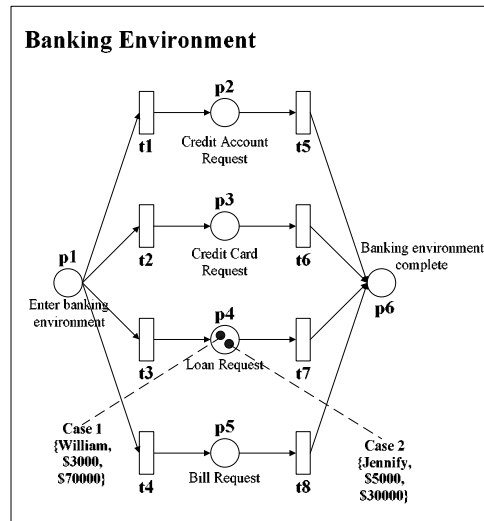 Banking Environment
p2
t1
t5
Credit Account
Request
p3
t2
t6
Credit Card
Request
p1
Enter banking
environment
Banking environment
complete
p6
p4
t3
t7
Loan Request
Case 1
{William,
$3000,
$70000}
p5
t4
t8
Bill Request
Case 2
{Jennify,
$5000,
$30000}